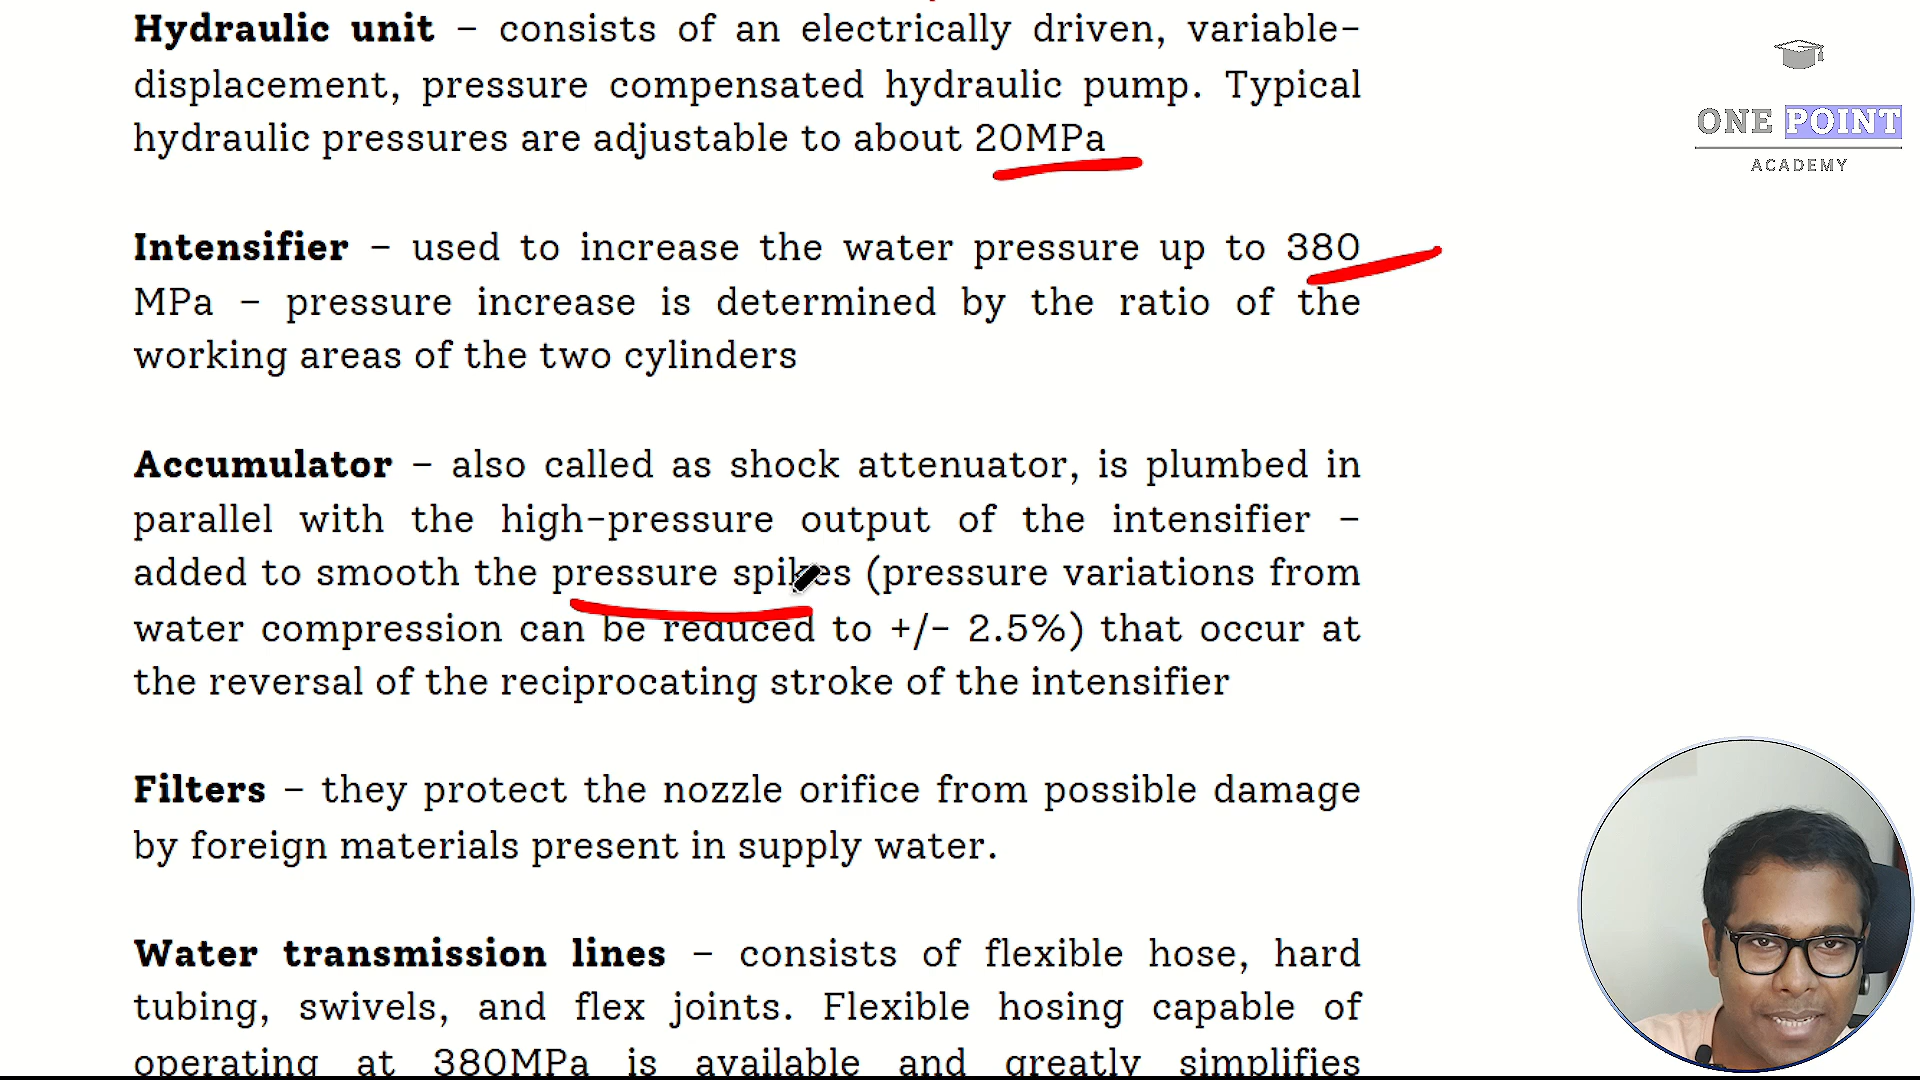 Hydraulic unit – consists of an electrically driven, variable-
displacement, pressure compensated hydraulic pump. Typical
hydraulic pressures are adjustable to about 20MPa
Intensifier – used to increase the water pressure up to 380
MPa – pressure increase is determined by the ratio of the
working areas of the two cylinders
Accumulator – also called as shock attenuator, is plumbed in
parallel with the high-pressure output of the intensifier –
added to smooth the pressure spikes (pressure variations from
water compression can be reduced to +/- 2.5%) that occur at
the reversal of the reciprocating stroke of the intensifier
Filters – they protect the nozzle orifice from possible damage
by foreign materials present in supply water.
Water transmission lines – consists of flexible hose, hard
tubing, swivels, and flex joints. Flexible hosing capable of
operating at 380MPa is available and greatly simplifies
ONE POINT
ACADEMY